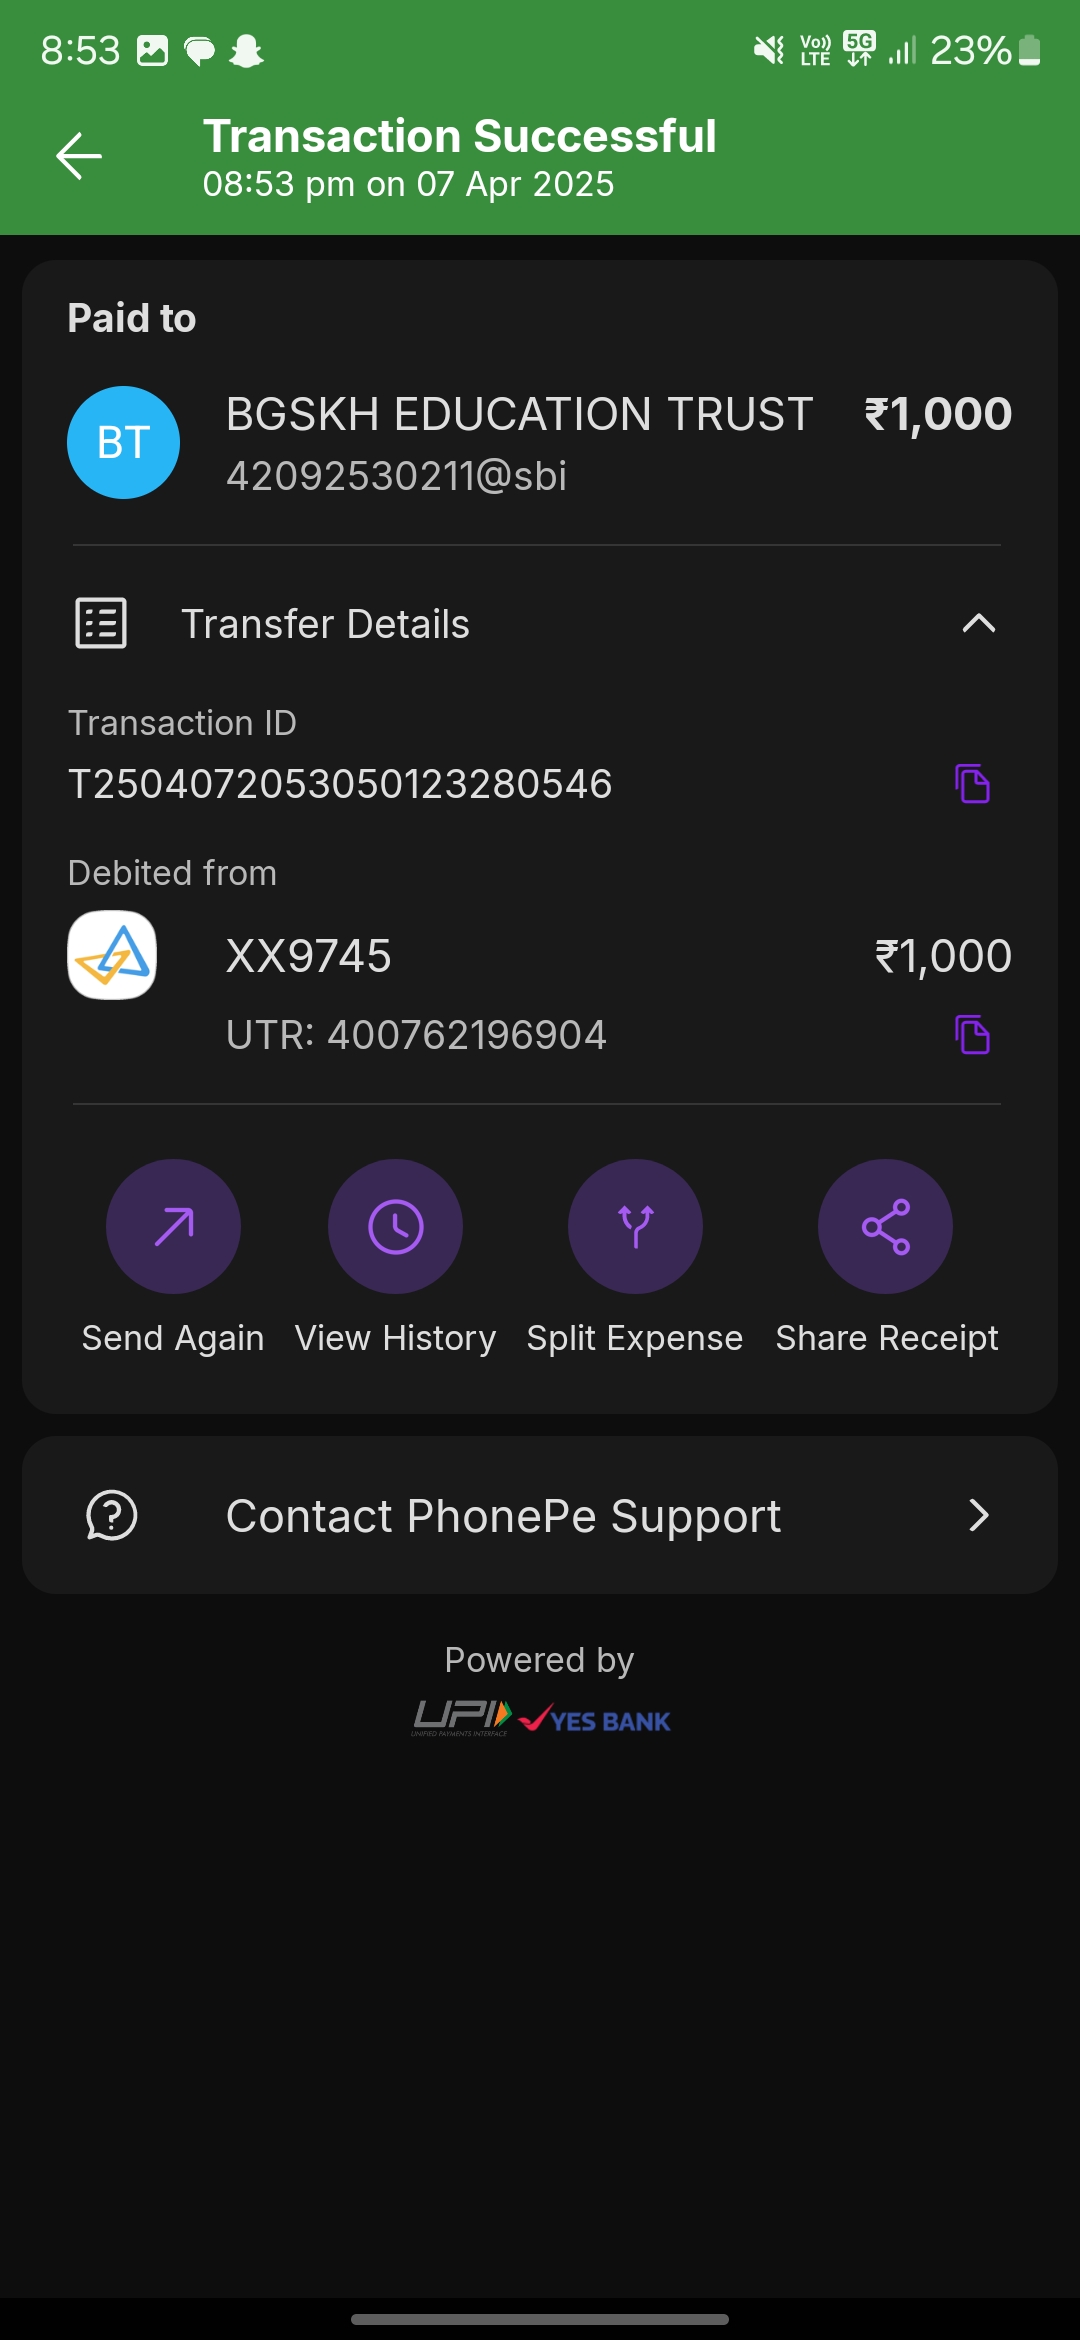 8:53 Vo)) LTE 5G 23%
Transaction Successful
08:53 pm on 07 Apr 2025
Paid to
BT BGSKH EDUCATION TRUST ₹1,000
42092530211@sbi
Transfer Details
Transaction ID
T2504072053050123280546
Debited from
XX9745 ₹1,000
UTR: 400762196904
Send Again View History Split Expense Share Receipt
Contact PhonePe Support
Powered by
UPI YES BANK
UNIFIED PAYMENTS INTERFACE